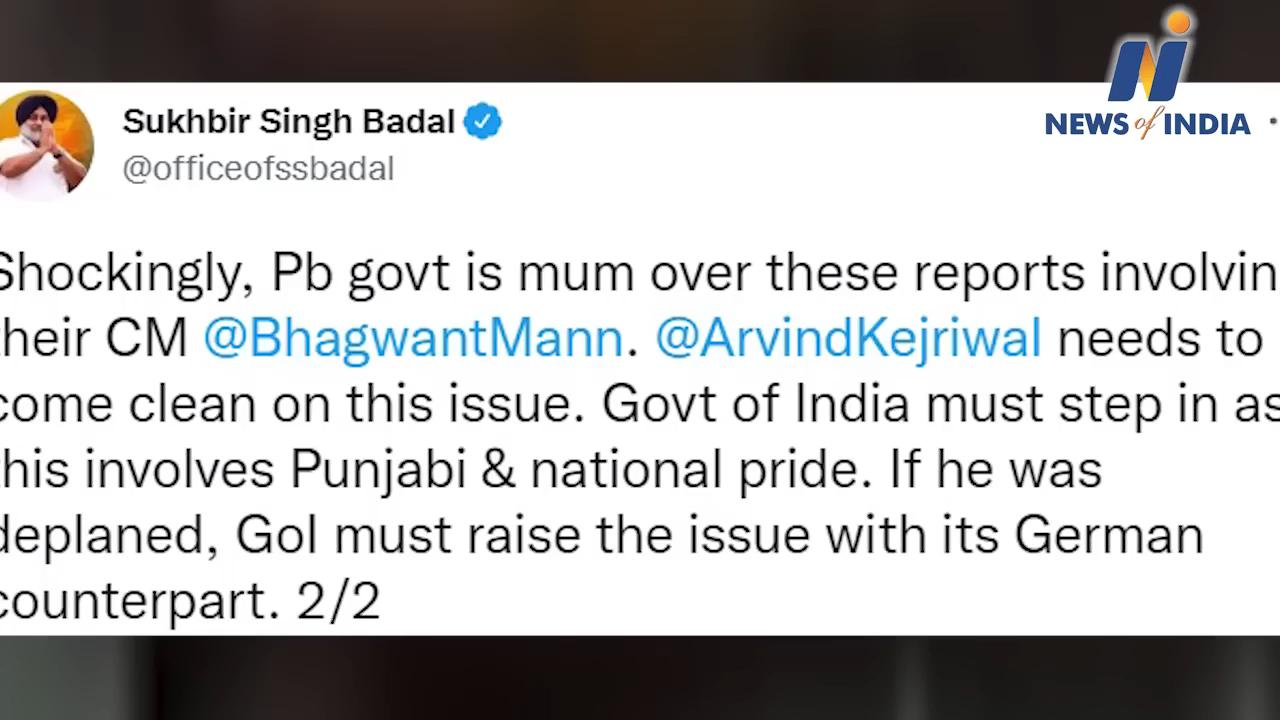 NEWS of INDIA
Sukhbir Singh Badal
@officeofssbadal
Shockingly, Pb govt is mum over these reports involvin
their CM @BhagwantMann. @ArvindKejriwal needs to
come clean on this issue. Govt of India must step in as
this involves Punjabi & national pride. If he was
deplaned, GoI must raise the issue with its German
counterpart. 2/2